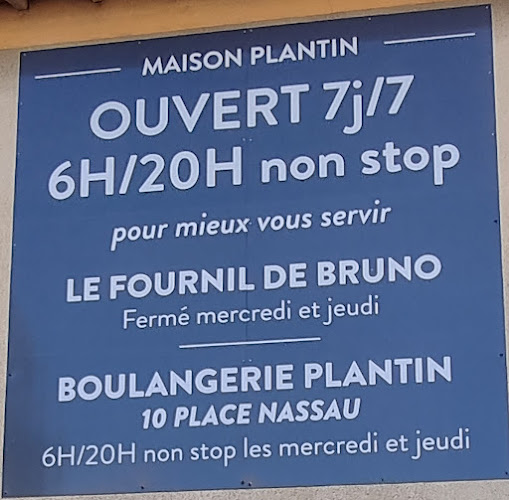 MAISON PLANTIN
OUVERT 7j/7
6H/20H non stop
pour mieux vous servir
LE FOURNIL DE BRUNO
Fermé mercredi et jeudi
BOULANGERIE PLANTIN
10 PLACE NASSAU
6H/20H non stop les mercredi et jeudi